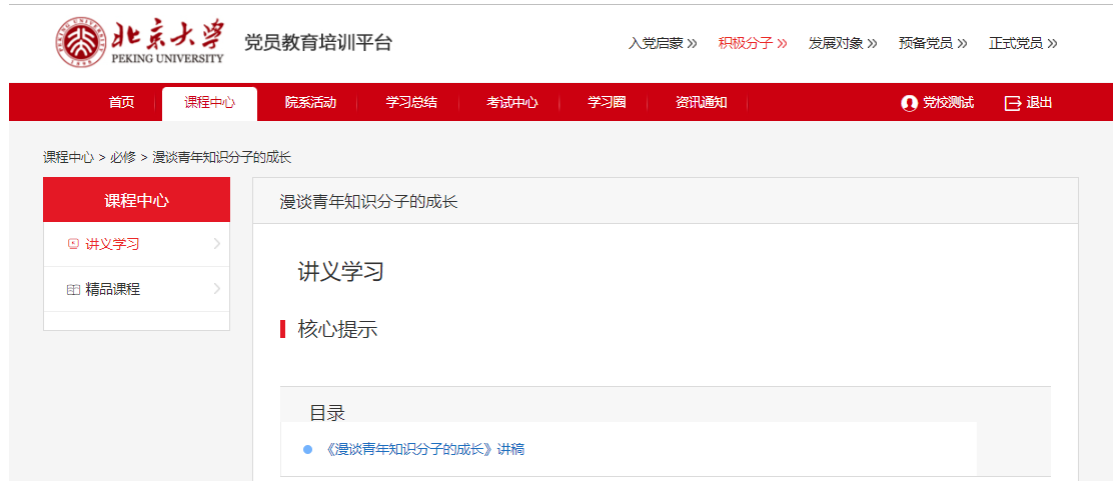 北京大学
PEKING UNIVERSITY
党员教育培训平台
入党启蒙 » 积极分子 » 发展对象 » 预备党员 » 正式党员 »
首页 课程中心 院系活动 学习总结 考试中心 学习圈 资讯通知 党校测试 退出
课程中心 > 必修 > 漫谈青年知识分子的成长
课程中心
讲义学习
精品课程
漫谈青年知识分子的成长
讲义学习
核心提示
目录
《漫谈青年知识分子的成长》讲稿